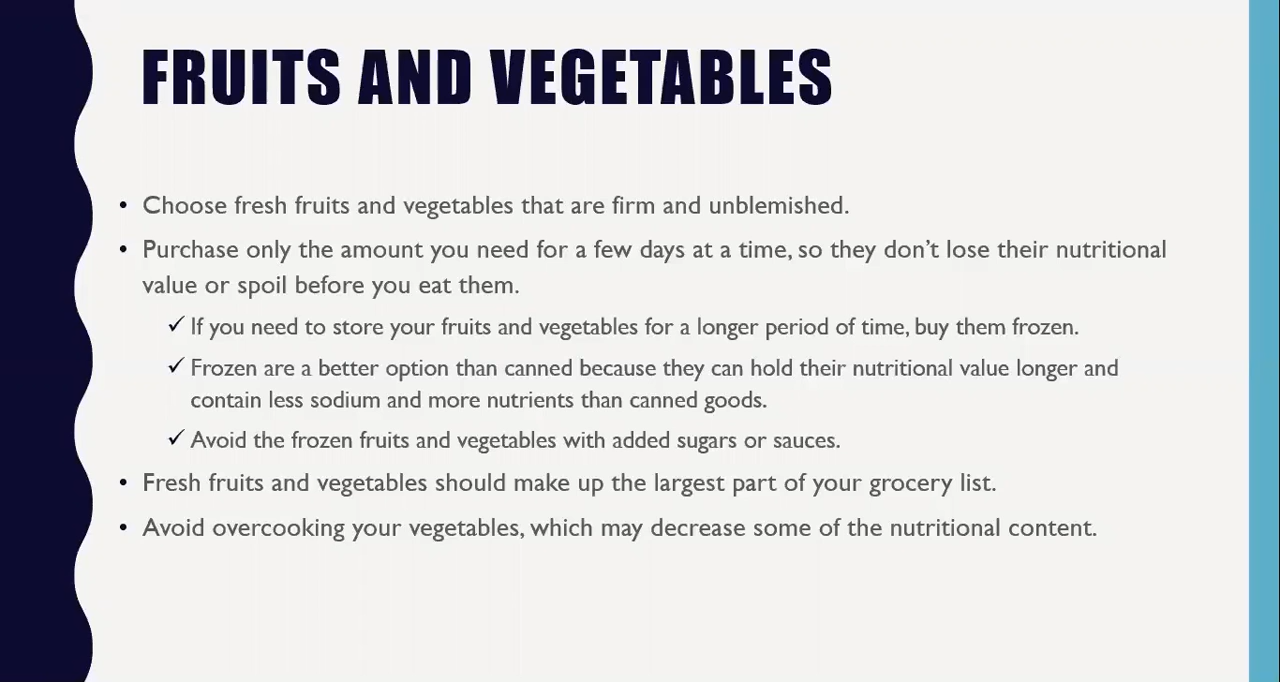 FRUITS AND VEGETABLES
• Choose fresh fruits and vegetables that are firm and unblemished.
• Purchase only the amount you need for a few days at a time, so they don’t lose their nutritional
value or spoil before you eat them.
✓ If you need to store your fruits and vegetables for a longer period of time, buy them frozen.
✓ Frozen are a better option than canned because they can hold their nutritional value longer and
contain less sodium and more nutrients than canned goods.
✓ Avoid the frozen fruits and vegetables with added sugars or sauces.
• Fresh fruits and vegetables should make up the largest part of your grocery list.
• Avoid overcooking your vegetables, which may decrease some of the nutritional content.